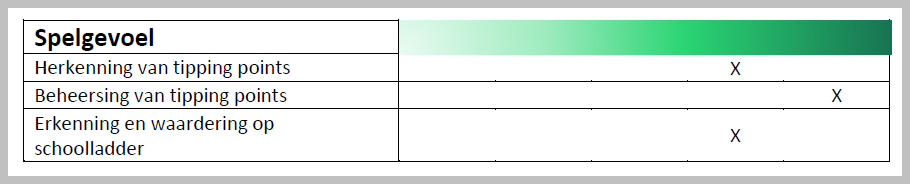 Spelgevoel
Herkenning van tipping points X
Beheersing van tipping points X
Erkenning en waardering op
schoolladder X